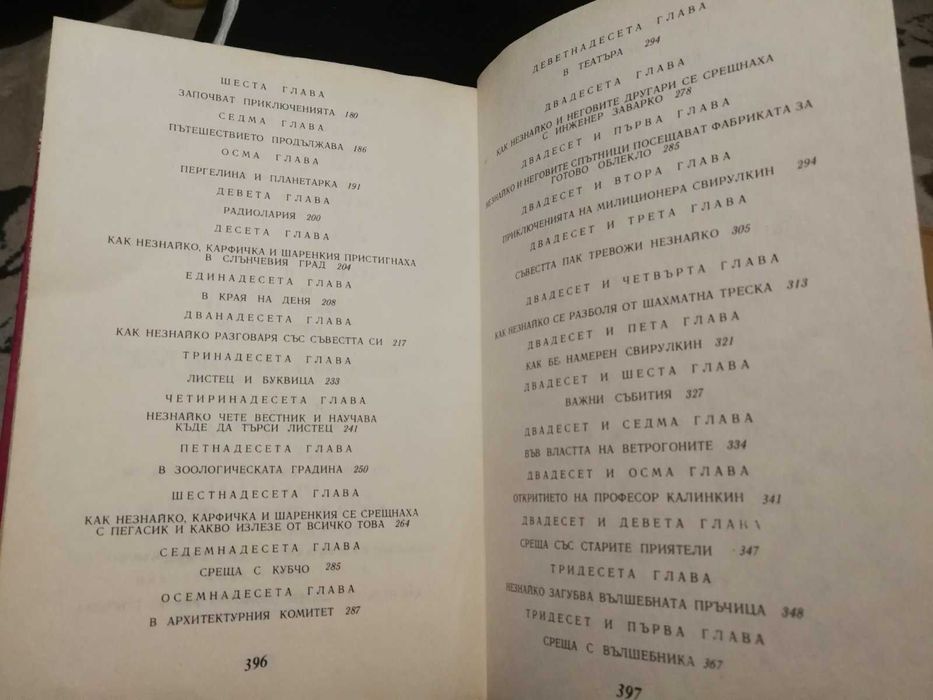 ШЕСТА ГЛАВА
ЗАПОЧВАТ ПРИКЛЮЧЕНИЯТА 180
СЕДМА ГЛАВА
ПЪТЕШЕСТВИЕТО ПРОДЪЛЖАВА 186
ОСМА ГЛАВА
ПЕРГЕЛИНА И ПЛАНЕТАРКА 191
ДЕВЕТА ГЛАВА
РАДИОЛАРИЯ 200
ДЕСЕТА ГЛАВА
КАК НЕЗНАЙКО, КАРФИЧКА И ШАРЕНКИЯ ПРИСТИГНАХА
В СЛЪНЧЕВИЯ ГРАД 204
ЕДИНАДЕСЕТА ГЛАВА
В КРАЯ НА ДЕНЯ 208
ДВАНАДЕСЕТА ГЛАВА
КАК НЕЗНАЙКО РАЗГОВАРЯ СЪС СЪВЕСТТА СИ 217
ТРИНАДЕСЕТА ГЛАВА
ЛИСТЕЦ И БУКВИЦА 233
ЧЕТИРИНАДЕСЕТА ГЛАВА
НЕЗНАЙКО ЧЕТЕ ВЕСТНИК И НАУЧАВА
КЪДЕ ДА ТЪРСИ ЛИСТЕЦ 241
ПЕТНАДЕСЕТА ГЛАВА
В ЗООЛОГИЧЕСКАТА ГРАДИНА 250
ШЕСТНАДЕСЕТА ГЛАВА
КАК НЕЗНАЙКО, КАРФИЧКА И ШАРЕНКИЯ СЕ СРЕЩНАХА
С ПЕГАСИК И КАКВО ИЗЛЕЗЕ ОТ ВСИЧКО ТОВА 264
СЕДЕМНАДЕСЕТА ГЛАВА
СРЕЩА С КУБЧО 285
ОСЕМНАДЕСЕТА ГЛАВА
В АРХИТЕКТУРНИЯ КОМИТЕТ 287
396
ДЕВЕТНАДЕСЕТА ГЛАВА
В ТЕАТЪРА 294
ДВАДЕСЕТА ГЛАВА
КАК НЕЗНАЙКО И НЕГОВИТЕ ДРУГАРИ СЕ СРЕЩНАХА
С ИНЖЕНЕР ЗАВАРКО 278
ДВАДЕСЕТ И ПЪРВА ГЛАВА
НЕЗНАЙКО И НЕГОВИТЕ СПЪТНИЦИ ПОСЕЩАВАТ ФАБРИКАТА ЗА
ГОТОВО ОБЛЕКЛО 285
ДВАДЕСЕТ И ВТОРА ГЛАВА
ПРИКЛЮЧЕНИЯТА НА МИЛИЦИОНЕРА СВИРУЛКИН 294
ДВАДЕСЕТ И ТРЕТА ГЛАВА
СЪВЕСТТА ПАК ТРЕВОЖИ НЕЗНАЙКО 305
ДВАДЕСЕТ И ЧЕТВЪРТА ГЛАВА
КАК НЕЗНАЙКО СЕ РАЗБОЛЯ ОТ ШАХМАТНА ТРЕСКА 313
ДВАДЕСЕТ И ПЕТА ГЛАВА
КАК БЕ НАМЕРЕН СВИРУЛКИН 321
ДВАДЕСЕТ И ШЕСТА ГЛАВА
ВАЖНИ СЪБИТИЯ 327
ДВАДЕСЕТ И СЕДМА ГЛАВА
ВЪВ ВЛАСТТА НА ВЕТРОГОНИТЕ 334
ДВАДЕСЕТ И ОСМА ГЛАВА
ОТКРИТИЕТО НА ПРОФЕСОР КАЛИНКИН 341
ДВАДЕСЕТ И ДЕВЕТА ГЛАВА
СРЕЩА СЪС СТАРИТЕ ПРИЯТЕЛИ 347
ТРИДЕСЕТА ГЛАВА
НЕЗНАЙКО ЗАГУБВА ВЪЛШЕБНАТА ПРЪЧИЦА 348
ТРИДЕСЕТ И ПЪРВА ГЛАВА
СРЕЩА С ВЪЛШЕБНИКА 367
397